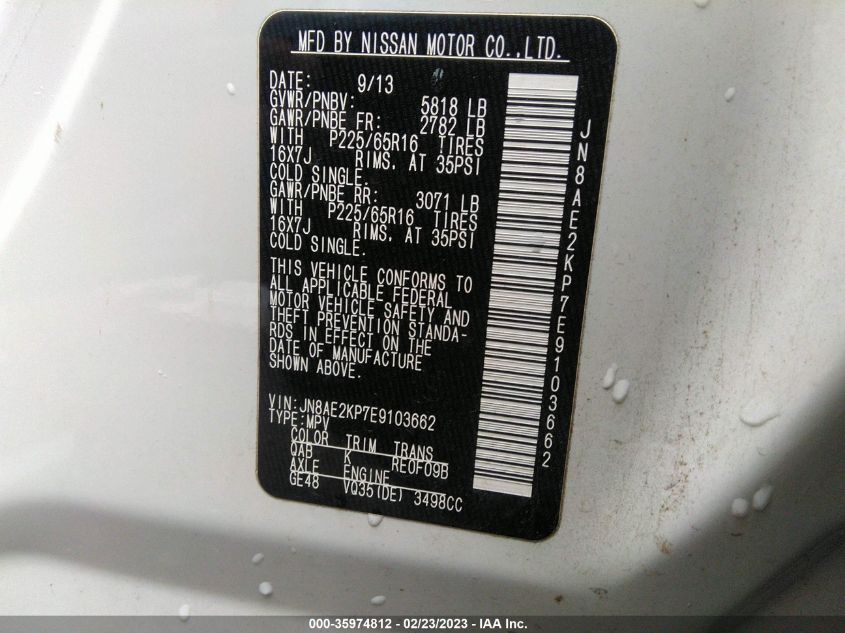 MFD BY NISSAN MOTOR CO.,LTD.
DATE: 9/13
GVWR/PNBV: 5818 LB
GAWR/PNBE FR: 2782 LB
WITH P225/65R16 TIRES
16X7J RIMS, AT 35PSI
COLD SINGLE.
GAWR/PNBE RR: 3071 LB
WITH P225/65R16 TIRES
16X7J RIMS, AT 35PSI
COLD SINGLE.
THIS VEHICLE CONFORMS TO
ALL APPLICABLE FEDERAL
MOTOR VEHICLE SAFETY AND
THEFT PREVENTION STANDA-
RDS IN EFFECT ON THE
DATE OF MANUFACTURE
SHOWN ABOVE.
VIN:JN8AE2KP7E9103662
TYPE:MPV
COLOR TRIM TRANS
QAB K RE0F09B
AXLE ENGINE
GE48 VQ35(DE) 3498CC
JN8AE2KP7E9103662
000-35974812 - 02/23/2023 - IAA Inc.